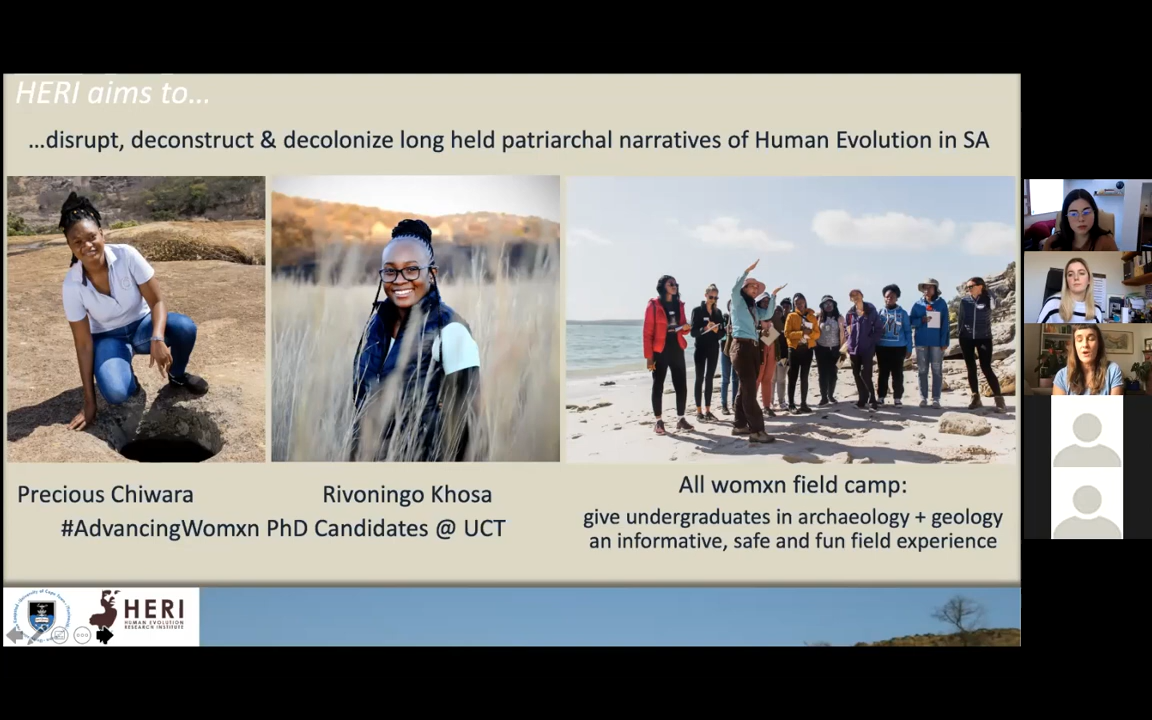 HERI aims to...
...disrupt, deconstruct & decolonize long held patriarchal narratives of Human Evolution in SA
Precious Chiwara
Rivoningo Khosa
#AdvancingWomxn PhD Candidates @ UCT
All womxn field camp:
give undergraduates in archaeology + geology
an informative, safe and fun field experience
HERI
HUMAN EVOLUTION
RESEARCH INSTITUTE